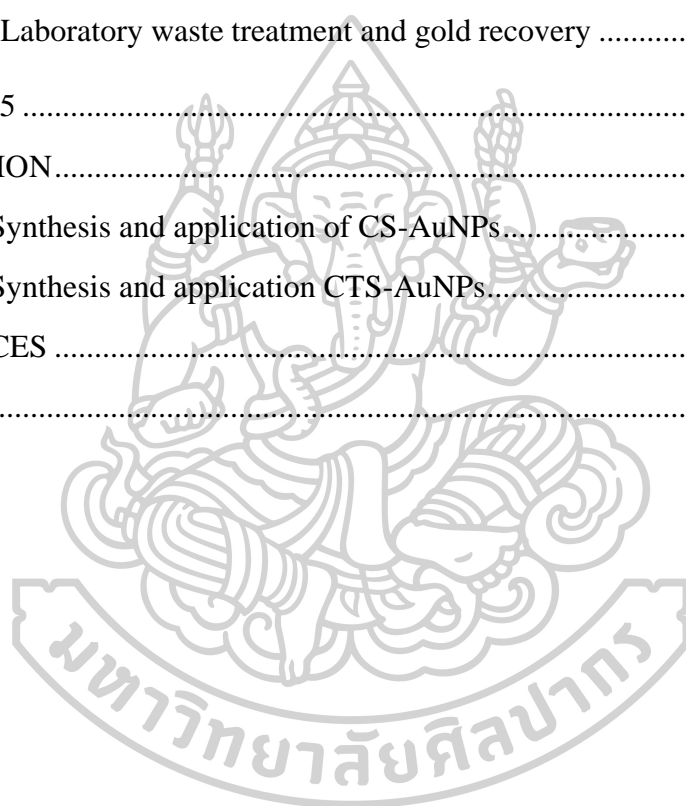 Laboratory waste treatment and gold recovery ...........
5 ....................................................................................
ION................................................................................
Synthesis and application of CS-AuNPs.......................
Synthesis and application CTS-AuNPs.........................
CES ................................................................................
.......................................................................................
มหาวิทยาลัยศิลปากร